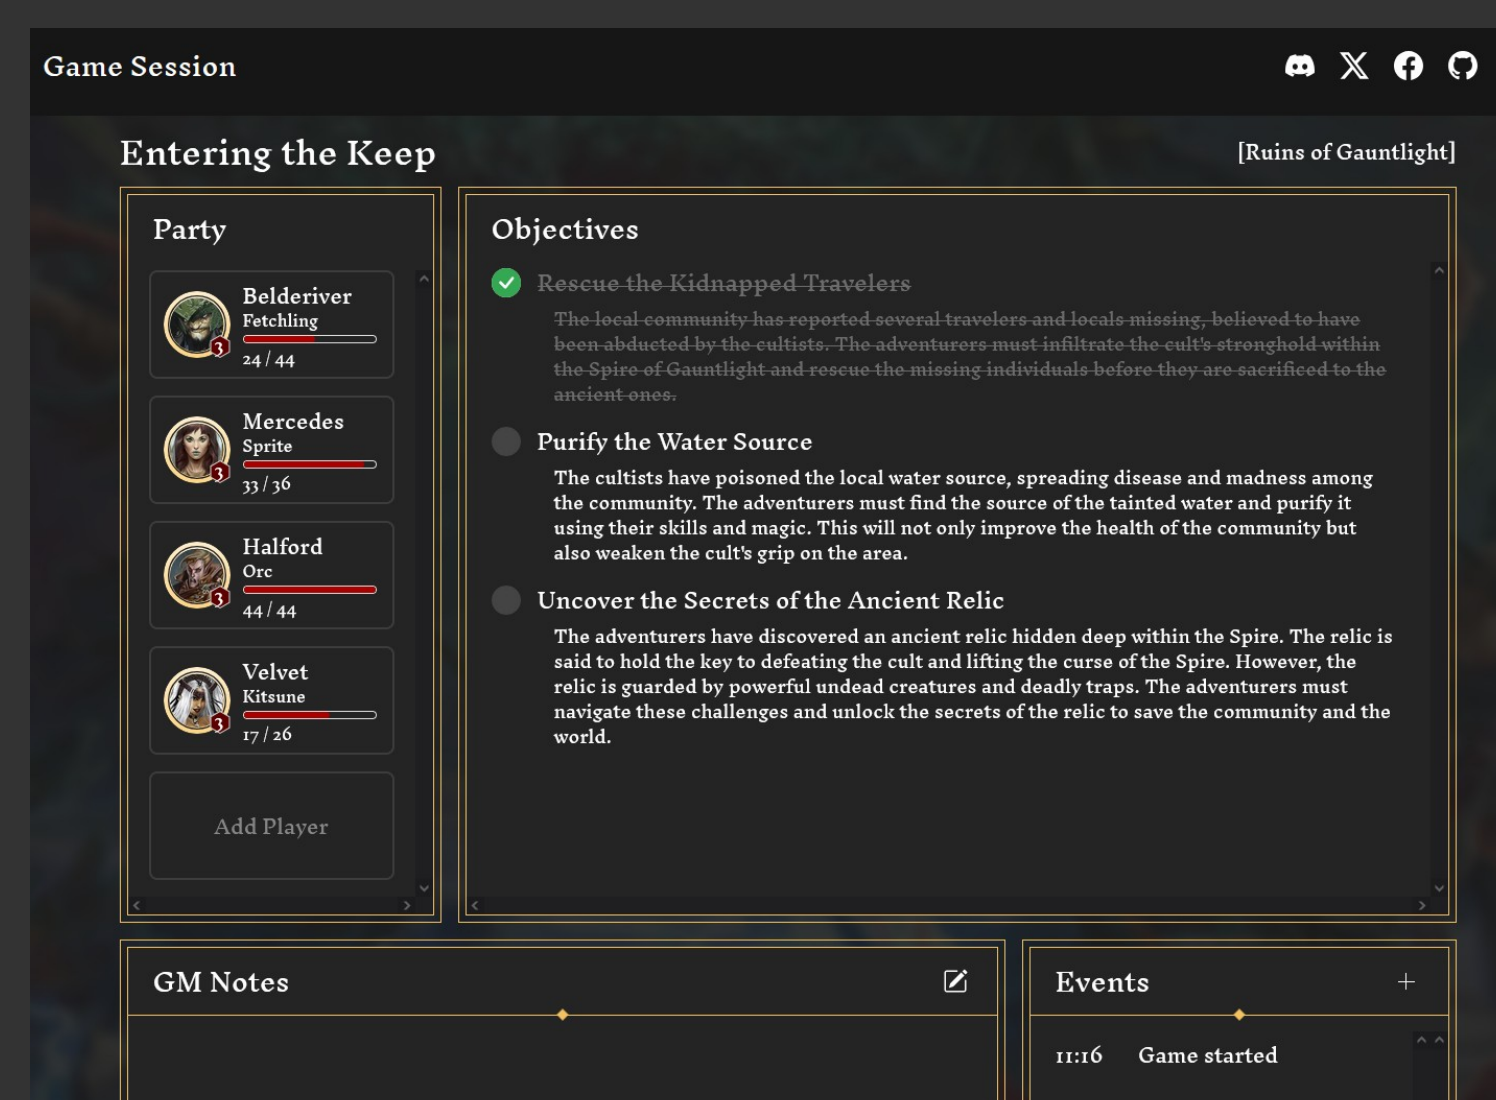 Game Session
Entering the Keep
[Ruins of Gauntlight]
Party
Belderiver
Fetchling
3
24 / 44
Mercedes
Sprite
3
33 / 36
Halford
Orc
3
44 / 44
Velvet
Kitsune
3
17 / 26
Add Player
Objectives
Rescue the Kidnapped Travelers
The local community has reported several travelers and locals missing, believed to have
been abducted by the cultists. The adventurers must infiltrate the cult's stronghold within
the Spire of Gauntlight and rescue the missing individuals before they are sacrificed to the
ancient ones.
Purify the Water Source
The cultists have poisoned the local water source, spreading disease and madness among
the community. The adventurers must find the source of the tainted water and purify it
using their skills and magic. This will not only improve the health of the community but
also weaken the cult's grip on the area.
Uncover the Secrets of the Ancient Relic
The adventurers have discovered an ancient relic hidden deep within the Spire. The relic is
said to hold the key to defeating the cult and lifting the curse of the Spire. However, the
relic is guarded by powerful undead creatures and deadly traps. The adventurers must
navigate these challenges and unlock the secrets of the relic to save the community and the
world.
GM Notes
Events
11:16 Game started